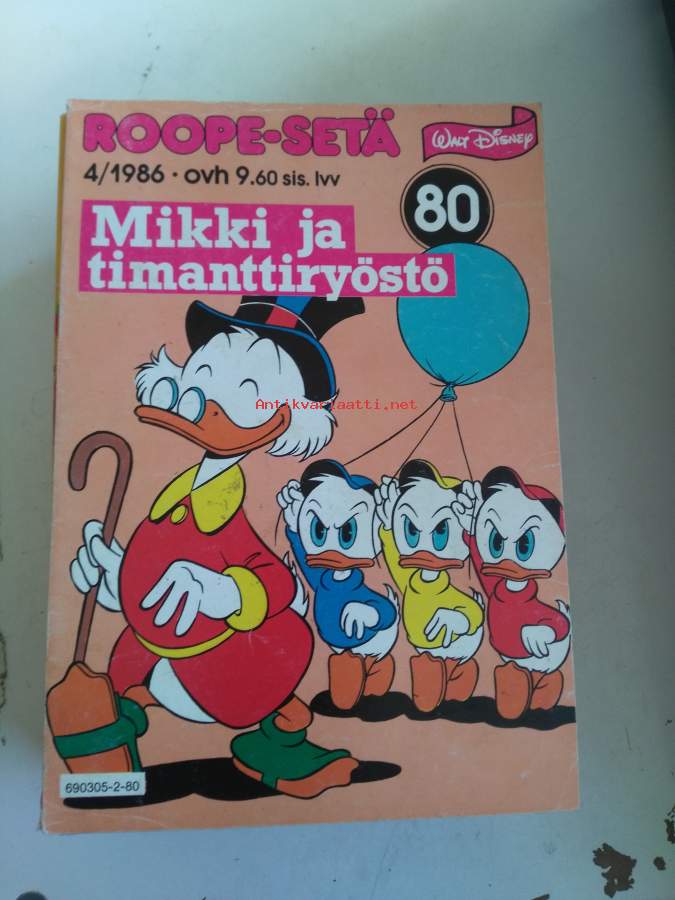 ROOPE-SETÄ
WALT DISNEY
4/1986 · ovh 9.60 sis. lvv
80
Mikki ja
timanttiryöstö
Antikvariaatti.net
690305-2-80